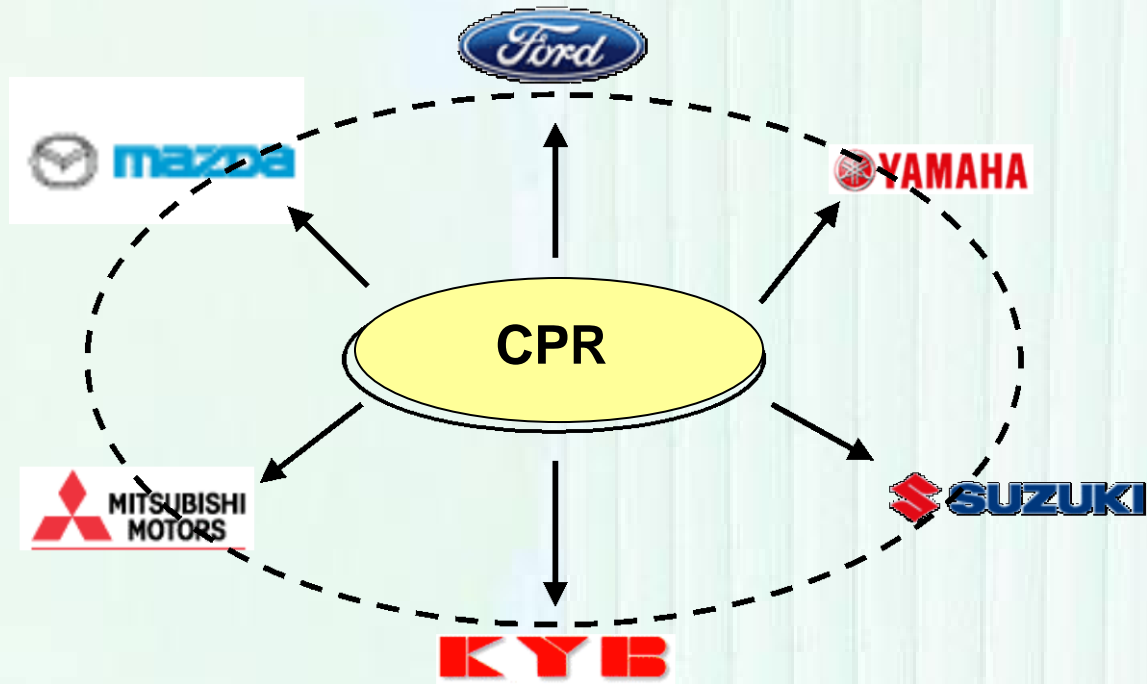 Ford
mazda
YAMAHA
CPR
MITSUBISHI
MOTORS
SUZUKI
KYB